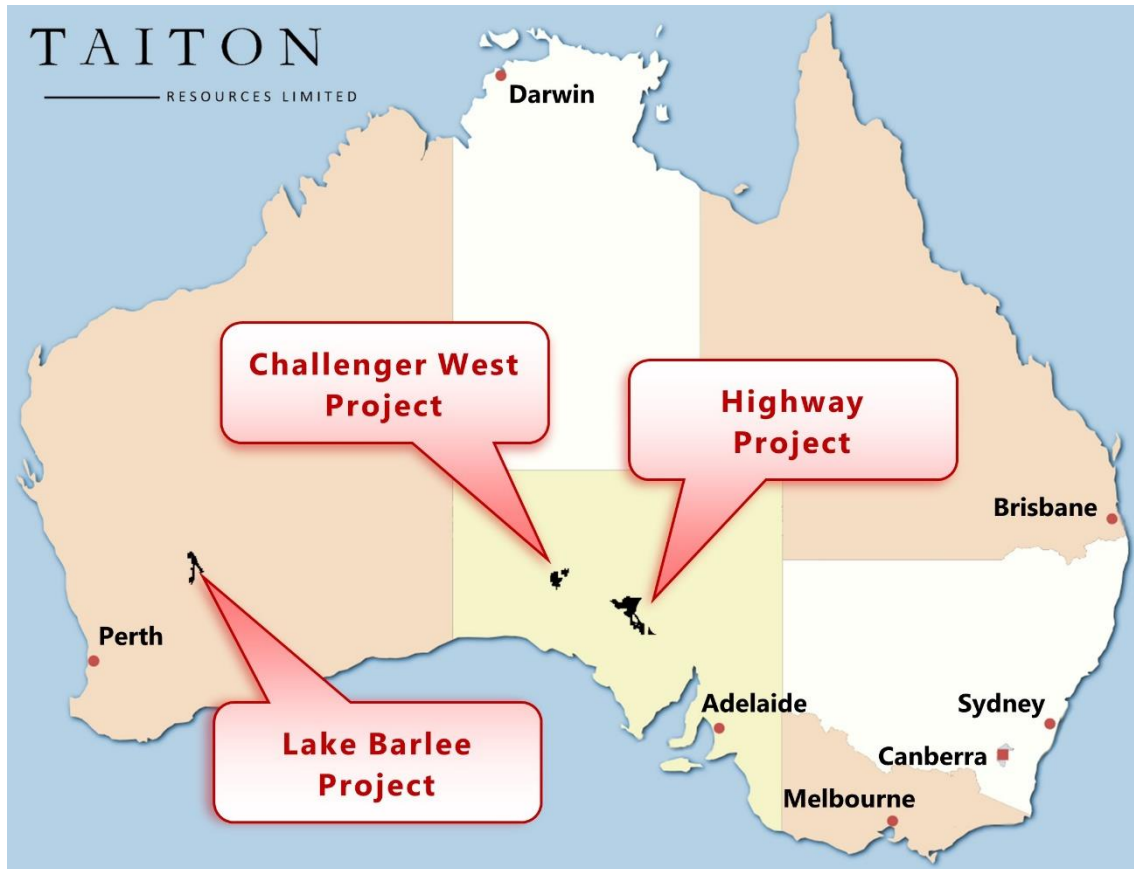 TAITON
RESOURCES LIMITED
Darwin
Challenger West
Project
Highway
Project
Brisbane
Perth
Adelaide
Sydney
Lake Barlee
Project
Canberra
Melbourne